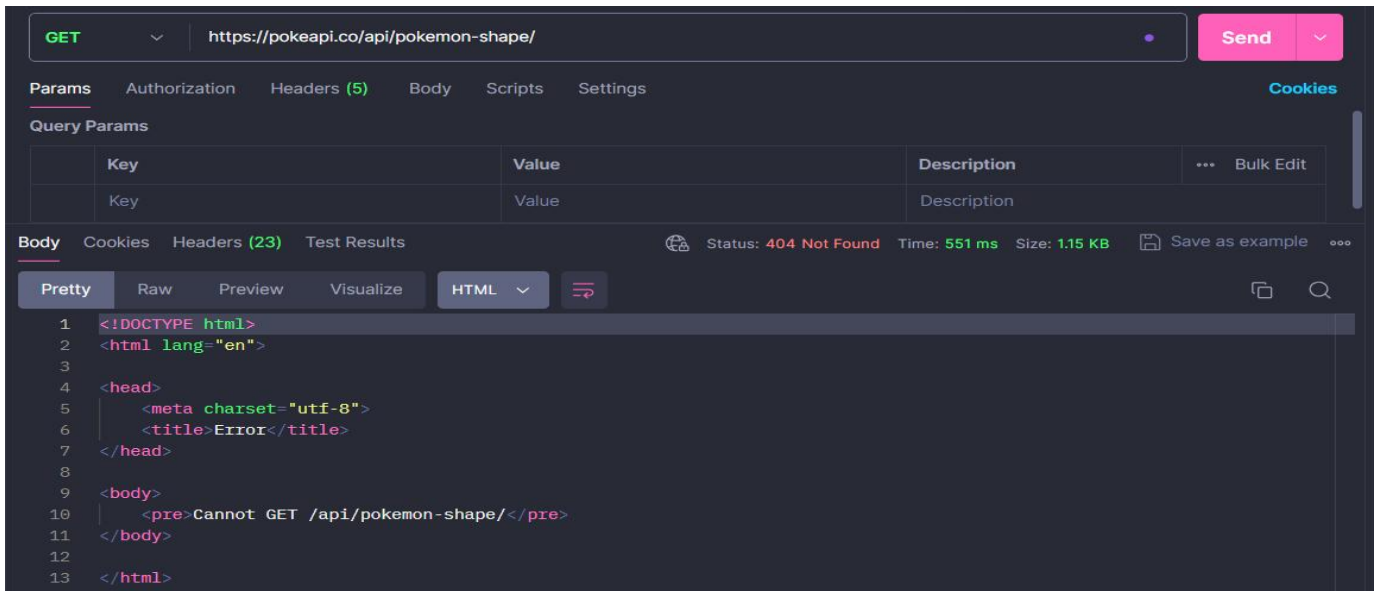 GET https://pokeapi.co/api/pokemon-shape/ Send
Params Authorization Headers (5) Body Scripts Settings Cookies
Query Params
Key Value Description Bulk Edit
Key Value Description
Body Cookies Headers (23) Test Results Status: 404 Not Found Time: 551 ms Size: 1.15 KB Save as example
Pretty Raw Preview Visualize HTML
1 <!DOCTYPE html>
2 <html lang="en">
3
4 <head>
5 <meta charset="utf-8">
6 <title>Error</title>
7 </head>
8
9 <body>
10 <pre>Cannot GET /api/pokemon-shape/</pre>
11 </body>
12
13 </html>